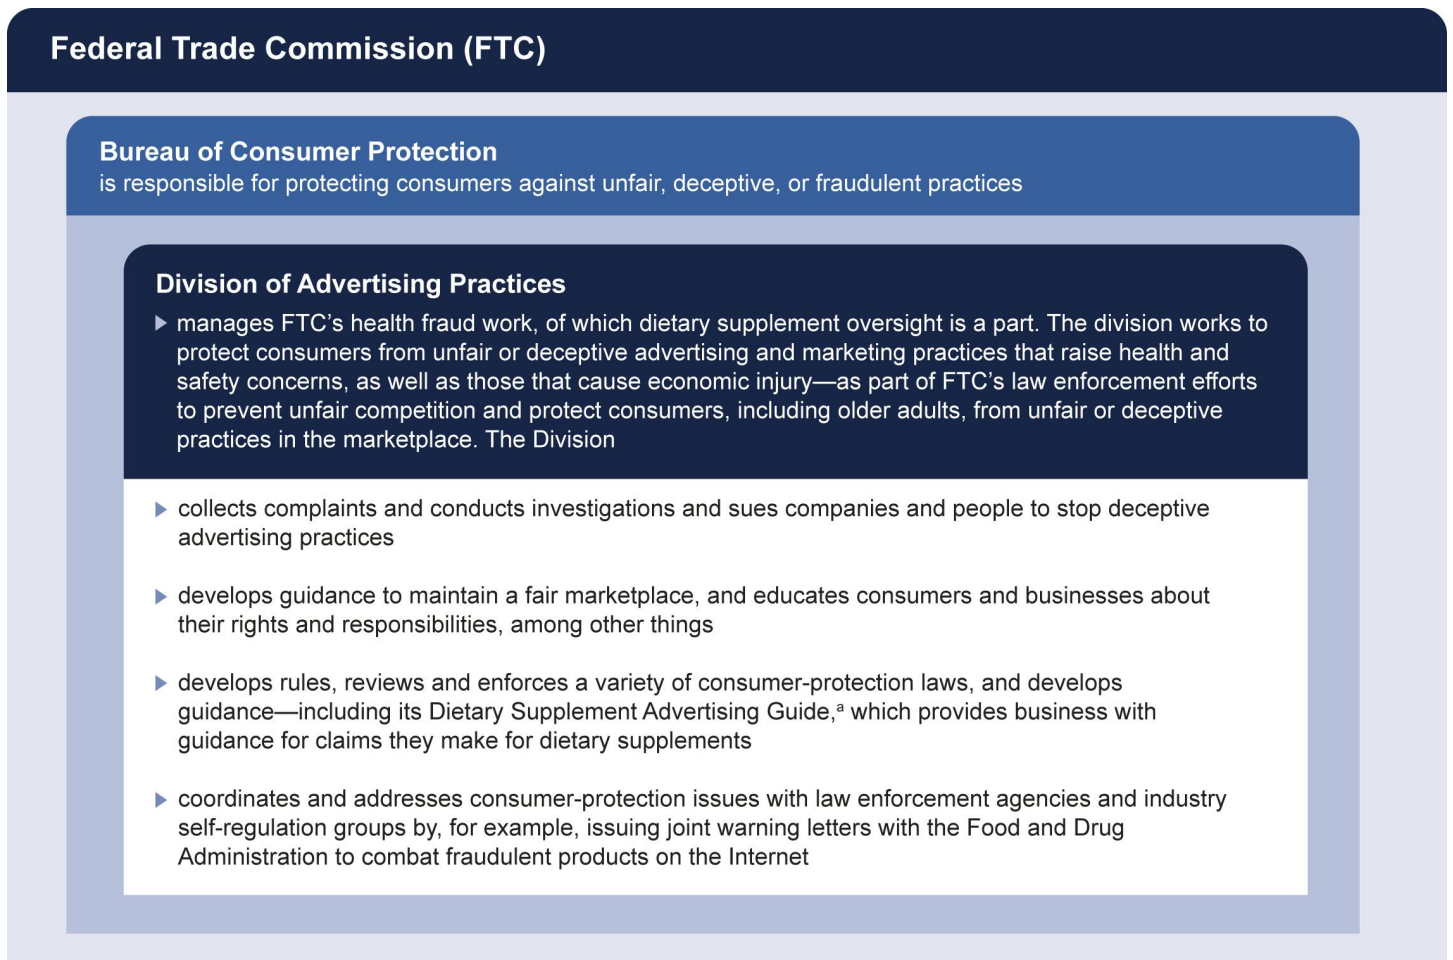 Federal Trade Commission (FTC)
Bureau of Consumer Protection
is responsible for protecting consumers against unfair, deceptive, or fraudulent practices
Division of Advertising Practices
manages FTC’s health fraud work, of which dietary supplement oversight is a part. The division works to
protect consumers from unfair or deceptive advertising and marketing practices that raise health and
safety concerns, as well as those that cause economic injury—as part of FTC’s law enforcement efforts
to prevent unfair competition and protect consumers, including older adults, from unfair or deceptive
practices in the marketplace. The Division
collects complaints and conducts investigations and sues companies and people to stop deceptive
advertising practices
develops guidance to maintain a fair marketplace, and educates consumers and businesses about
their rights and responsibilities, among other things
develops rules, reviews and enforces a variety of consumer-protection laws, and develops
guidance—including its Dietary Supplement Advertising Guide,ᵃ which provides business with
guidance for claims they make for dietary supplements
coordinates and addresses consumer-protection issues with law enforcement agencies and industry
self-regulation groups by, for example, issuing joint warning letters with the Food and Drug
Administration to combat fraudulent products on the Internet